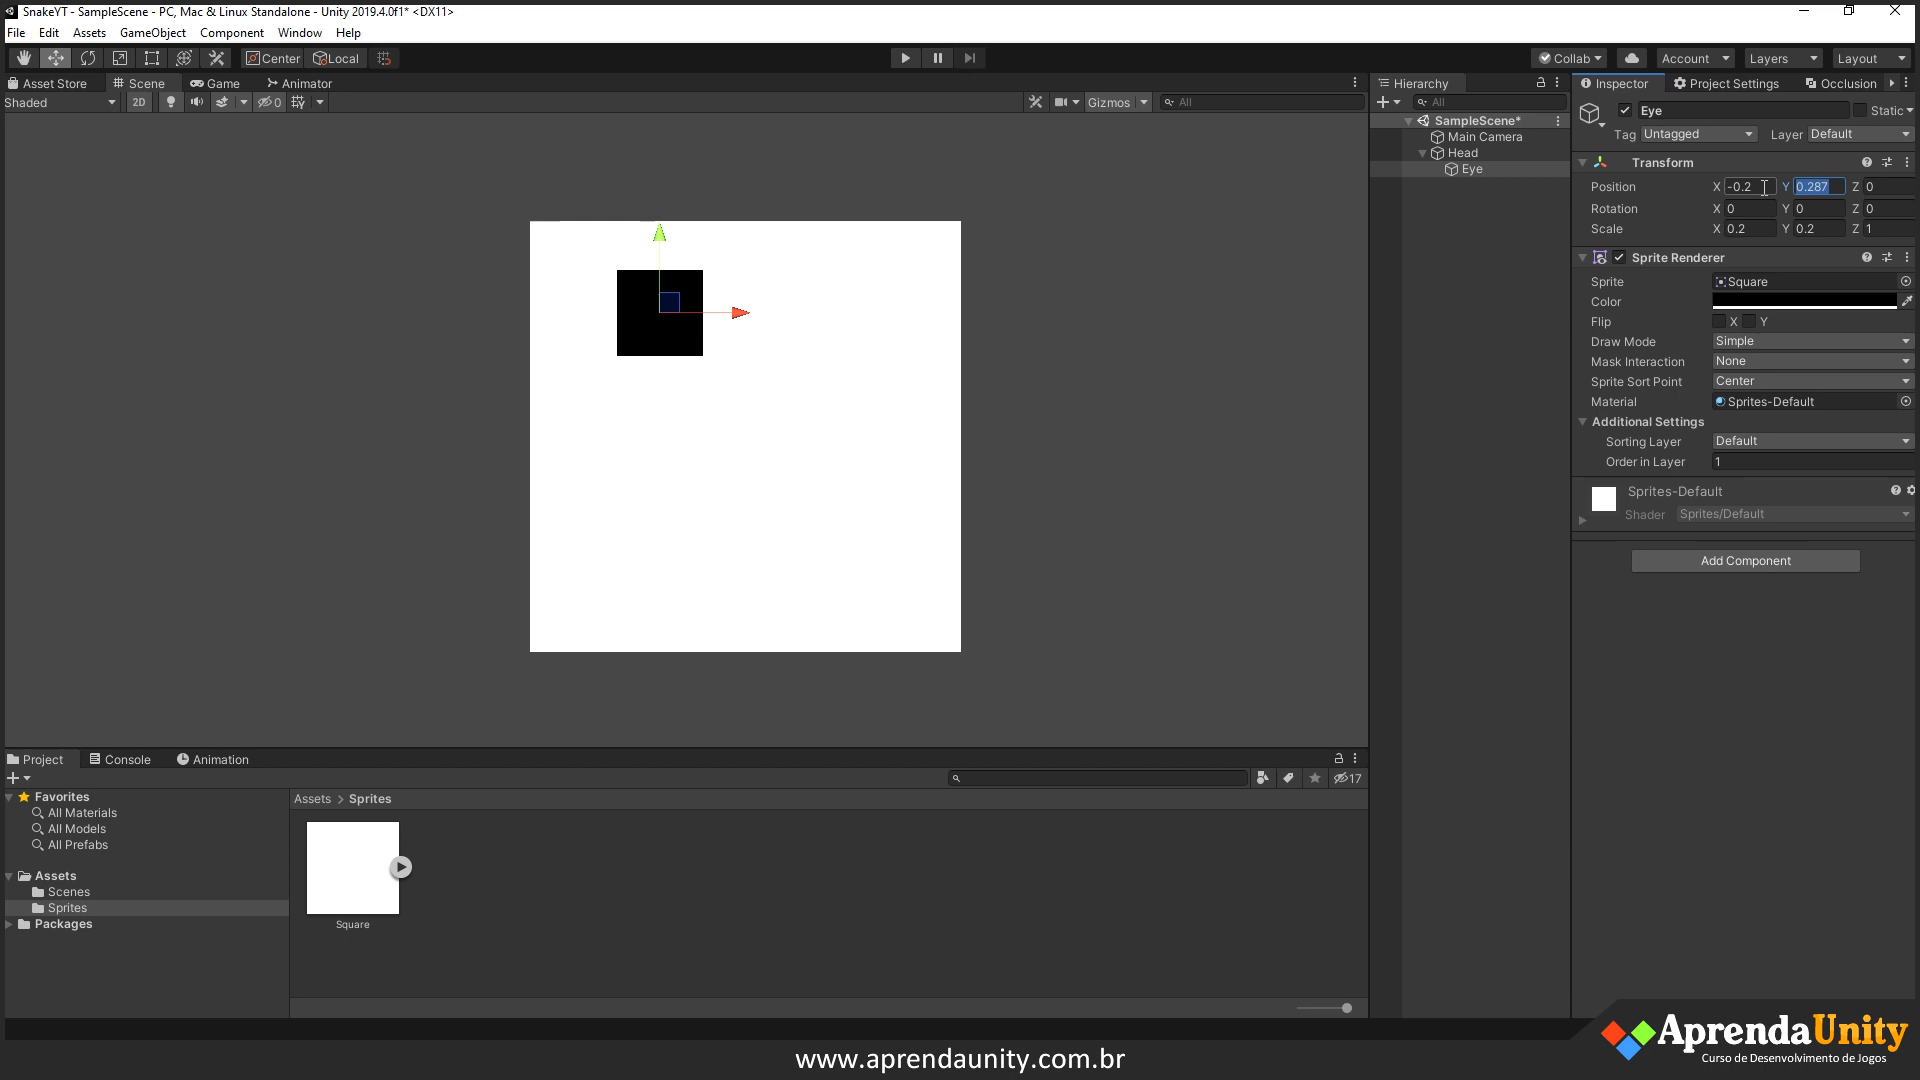 SnakeYT - SampleScene - PC, Mac & Linux Standalone - Unity 2019.4.0f1* <DX11>
File Edit Assets GameObject Component Window Help
Center Local Collab Account Layers Layout
Asset Store Scene Game Animator
Shaded 2D 0 Gizmos All
Hierarchy
All
SampleScene*
Main Camera
Head
Eye
Inspector Project Settings Occlusion
Eye Static
Tag Untagged Layer Default
Transform
Position X -0.2 Y 0.287 Z 0
Rotation X 0 Y 0 Z 0
Scale X 0.2 Y 0.2 Z 1
Sprite Renderer
Sprite Square
Color
Flip X Y
Draw Mode Simple
Mask Interaction None
Sprite Sort Point Center
Material Sprites-Default
Additional Settings
Sorting Layer Default
Order in Layer 1
Sprites-Default
Shader Sprites/Default
Add Component
Project Console Animation
17
Favorites
All Materials
All Models
All Prefabs
Assets
Scenes
Sprites
Packages
Assets > Sprites
Square
AprendaUnity
Curso de Desenvolvimento de Jogos
www.aprendaunity.com.br